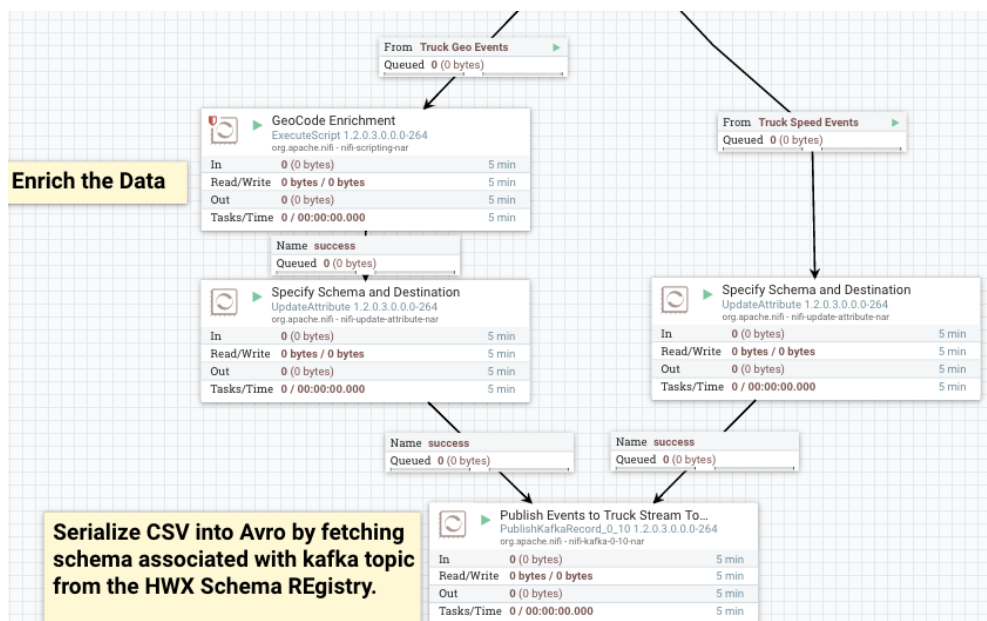 From Truck Geo Events
Queued 0 (0 bytes)
GeoCode Enrichment
ExecuteScript 1.2.0.3.0.0.0-264
org.apache.nifi - nifi-scripting-nar
In 0 (0 bytes) 5 min
Read/Write 0 bytes / 0 bytes 5 min
Out 0 (0 bytes) 5 min
Tasks/Time 0 / 00:00:00.000 5 min
From Truck Speed Events
Queued 0 (0 bytes)
Enrich the Data
Name success
Queued 0 (0 bytes)
Specify Schema and Destination
UpdateAttribute 1.2.0.3.0.0.0-264
org.apache.nifi - nifi-update-attribute-nar
In 0 (0 bytes) 5 min
Read/Write 0 bytes / 0 bytes 5 min
Out 0 (0 bytes) 5 min
Tasks/Time 0 / 00:00:00.000 5 min
Specify Schema and Destination
UpdateAttribute 1.2.0.3.0.0.0-264
org.apache.nifi - nifi-update-attribute-nar
In 0 (0 bytes) 5 min
Read/Write 0 bytes / 0 bytes 5 min
Out 0 (0 bytes) 5 min
Tasks/Time 0 / 00:00:00.000 5 min
Name success
Queued 0 (0 bytes)
Name success
Queued 0 (0 bytes)
Serialize CSV into Avro by fetching
schema associated with kafka topic
from the HWX Schema REgistry.
Publish Events to Truck Stream To...
PublishKafkaRecord_0_10 1.2.0.3.0.0.0-264
org.apache.nifi - nifi-kafka-0-10-nar
In 0 (0 bytes) 5 min
Read/Write 0 bytes / 0 bytes 5 min
Out 0 (0 bytes) 5 min
Tasks/Time 0 / 00:00:00.000 5 min